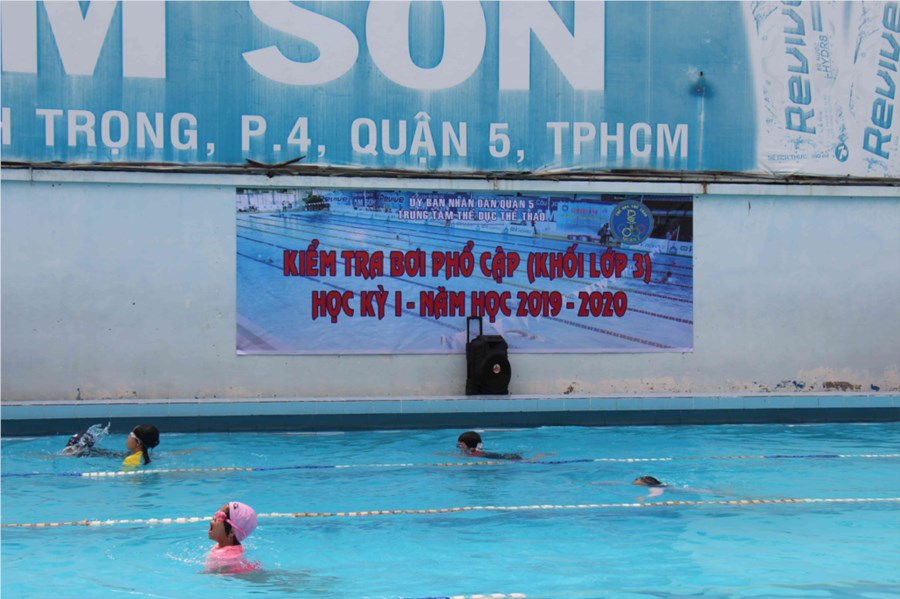 M SƠN
H TRỌNG, P.4, QUẬN 5, TPHCM
Revive
Revive
ỦY BAN NHÂN DÂN QUẬN 5
TRUNG TÂM THỂ DỤC THỂ THAO
KIỂM TRA BƠI PHỔ CẬP (KHỐI LỚP 3)
HỌC KỲ I - NĂM HỌC 2019 - 2020